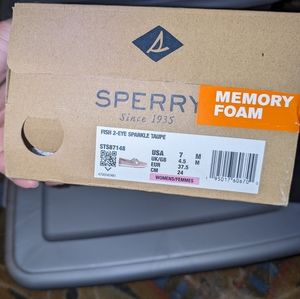 SPERRY
Since 1935
MEMORY
FOAM
FISH 2-EYE SPARKLE TAUPE
STS87148
USA 7 M
UK/GB 4.5 M
EUR 37.5
CM 24
WOMENS/FEMMES